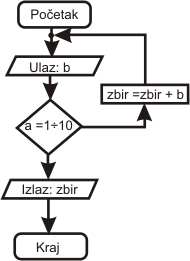 Početak
Ulaz: b
zbir =zbir + b
a =1÷10
Izlaz: zbir
Kraj